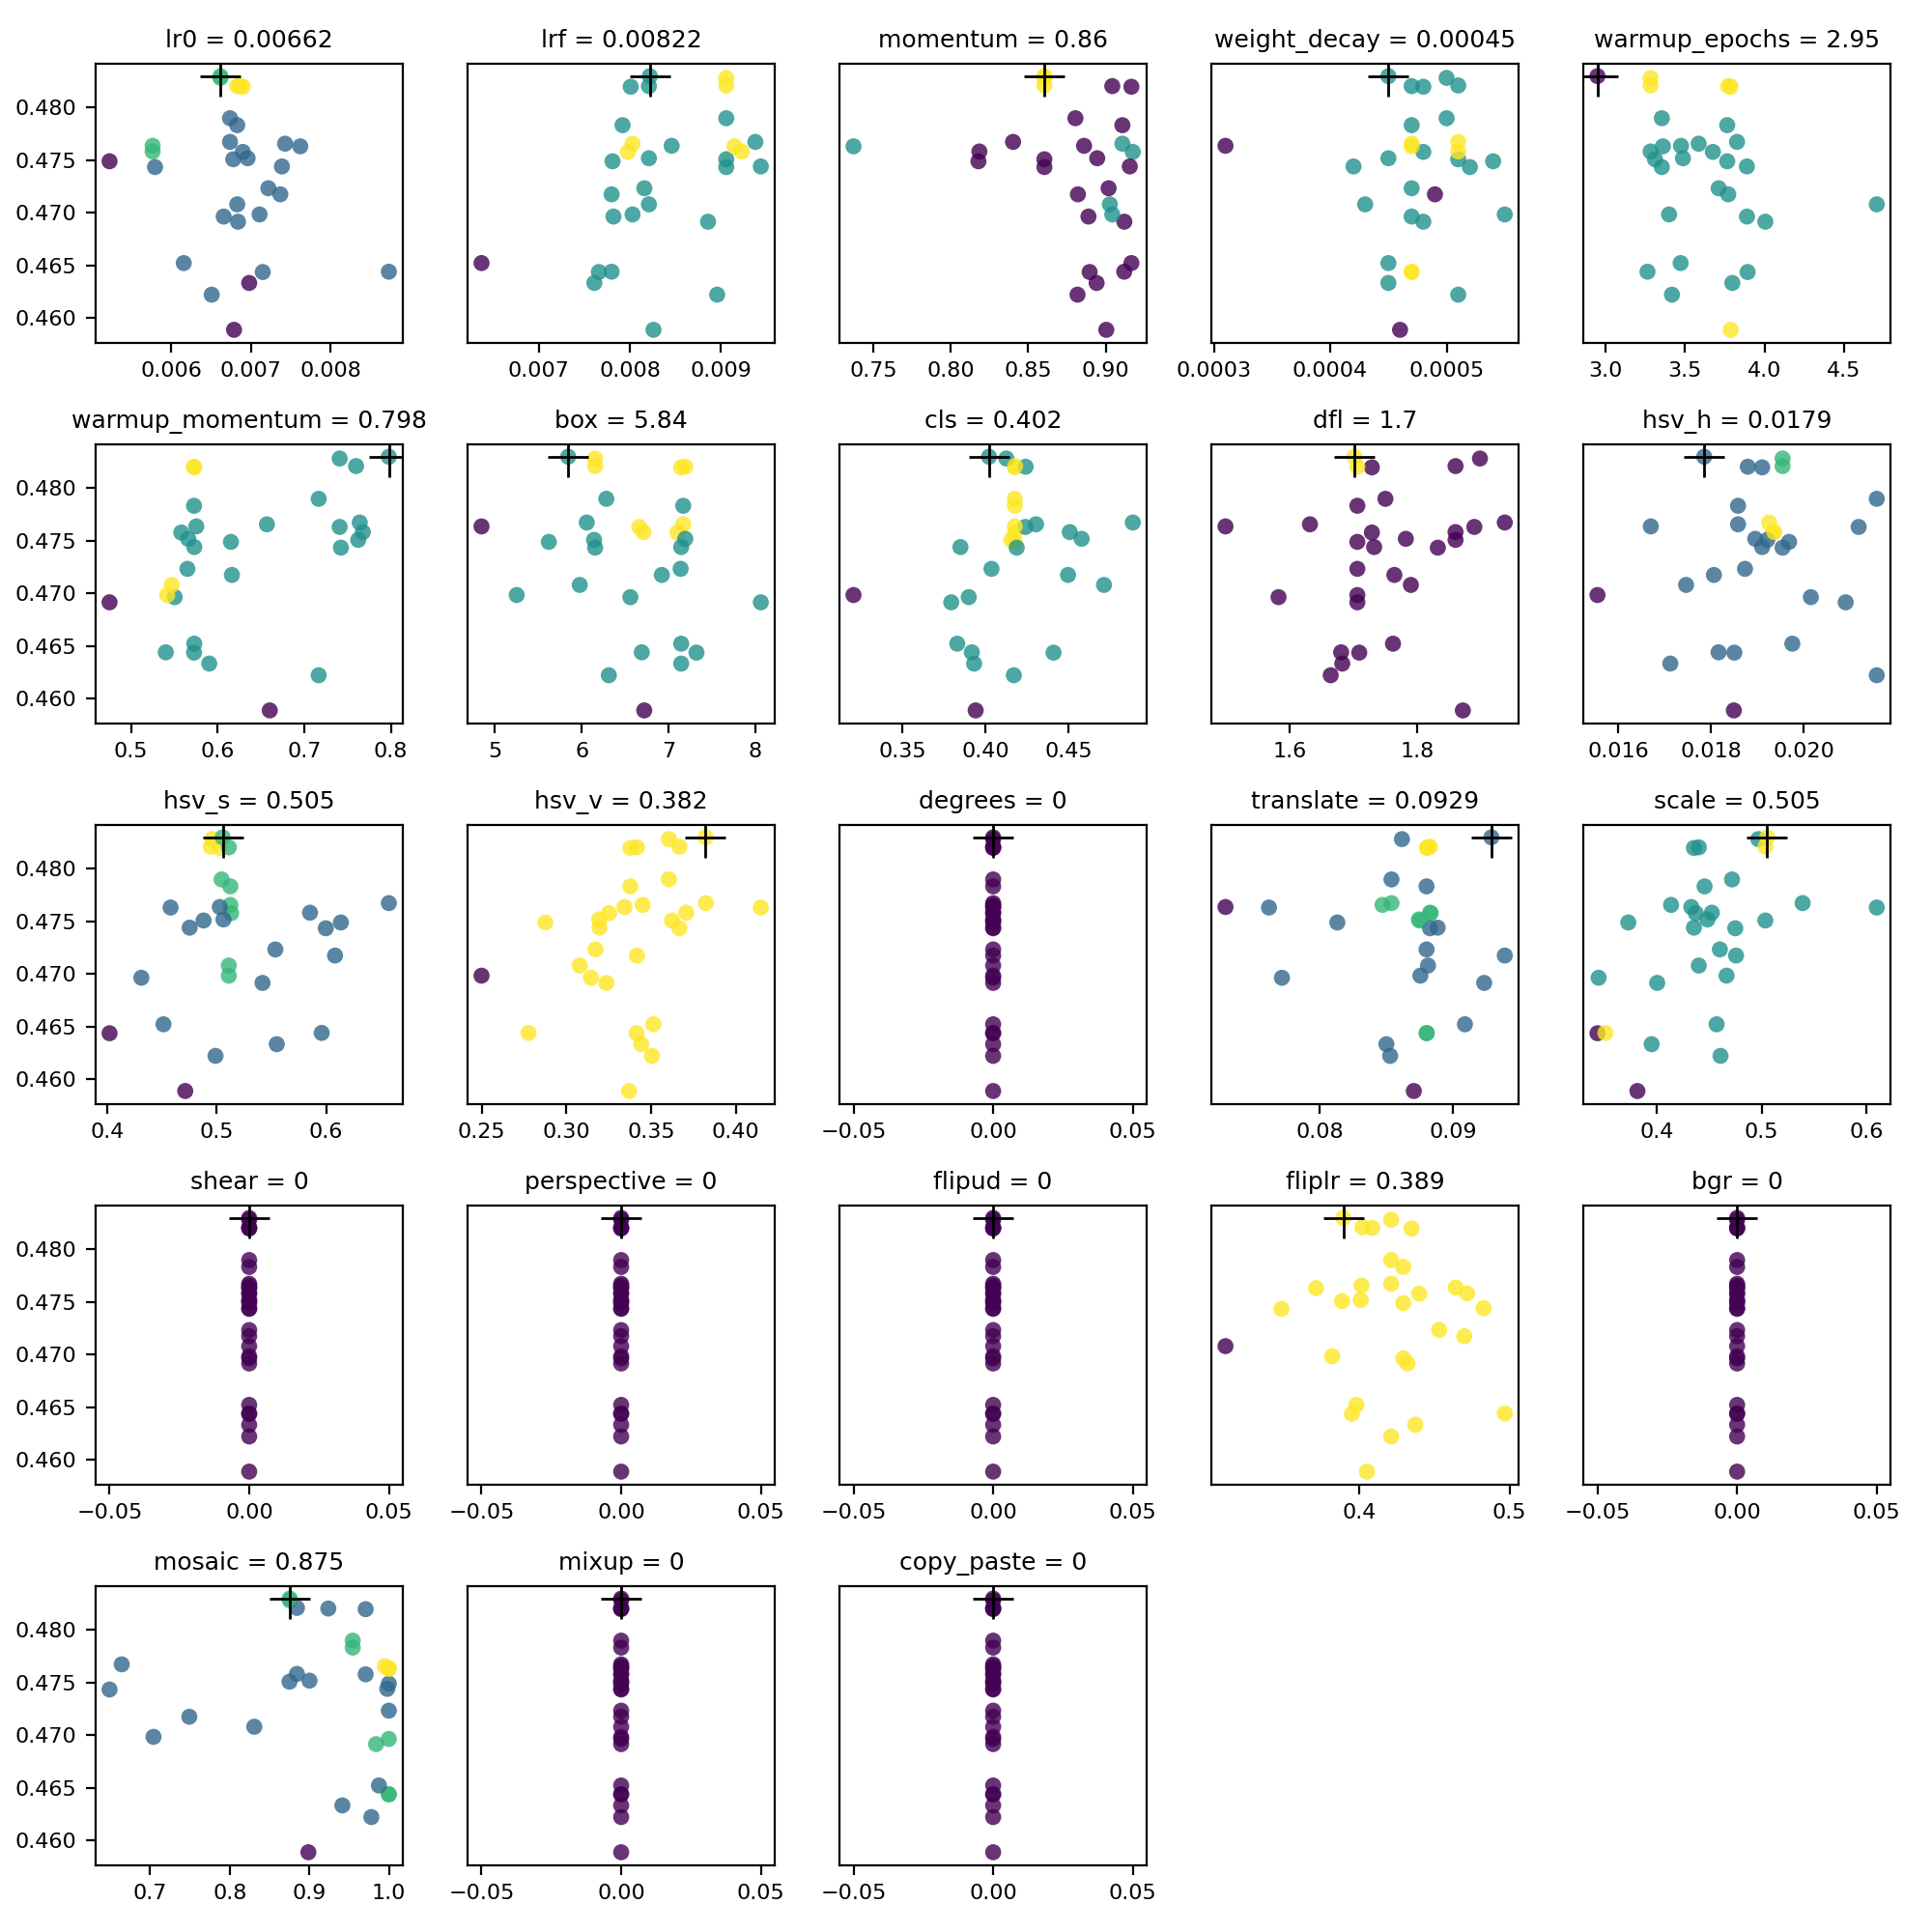 lr0 = 0.00662 lrf = 0.00822 momentum = 0.86 weight_decay = 0.00045 warmup_epochs = 2.95
0.480
0.475
0.470
0.465
0.460
0.006 0.007 0.008 0.007 0.008 0.009 0.75 0.80 0.85 0.90 0.0003 0.0004 0.0005 3.0 3.5 4.0 4.5
warmup_momentum = 0.798 box = 5.84 cls = 0.402 dfl = 1.7 hsv_h = 0.0179
0.480
0.475
0.470
0.465
0.460
0.5 0.6 0.7 0.8 5 6 7 8 0.35 0.40 0.45 1.6 1.8 0.016 0.018 0.020
hsv_s = 0.505 hsv_v = 0.382 degrees = 0 translate = 0.0929 scale = 0.505
0.480
0.475
0.470
0.465
0.460
0.4 0.5 0.6 0.25 0.30 0.35 0.40 −0.05 0.00 0.05 0.08 0.09 0.4 0.5 0.6
shear = 0 perspective = 0 flipud = 0 fliplr = 0.389 bgr = 0
0.480
0.475
0.470
0.465
0.460
−0.05 0.00 0.05 −0.05 0.00 0.05 −0.05 0.00 0.05 0.4 0.5 −0.05 0.00 0.05
mosaic = 0.875 mixup = 0 copy_paste = 0
0.480
0.475
0.470
0.465
0.460
0.7 0.8 0.9 1.0 −0.05 0.00 0.05 −0.05 0.00 0.05